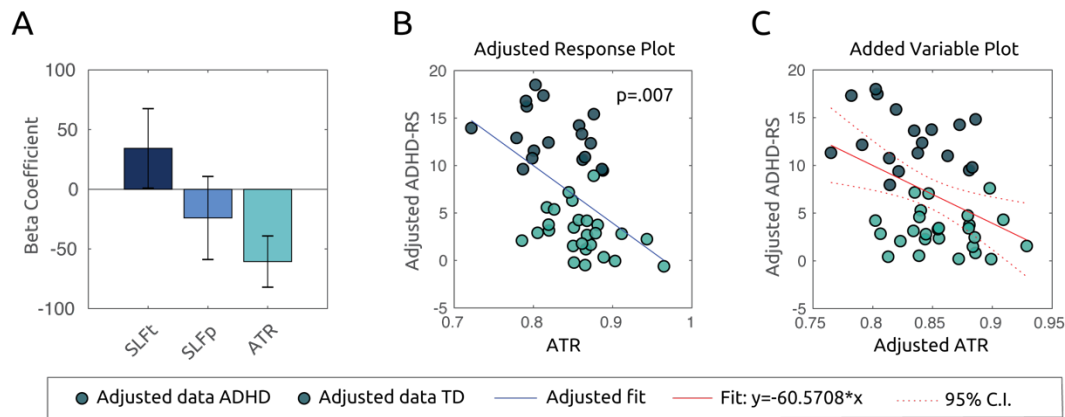 A
Beta Coefficient
100
50
0
-50
-100
SLFt
SLFp
ATR
B
Adjusted Response Plot
p=.007
Adjusted ADHD-RS
20
15
10
5
0
-5
0.7
0.8
0.9
1
ATR
C
Added Variable Plot
Adjusted ADHD-RS
20
15
10
5
0
-5
0.75
0.8
0.85
0.9
0.95
Adjusted ATR
Adjusted data ADHD
Adjusted data TD
Adjusted fit
Fit: y=-60.5708*x
95% C.I.